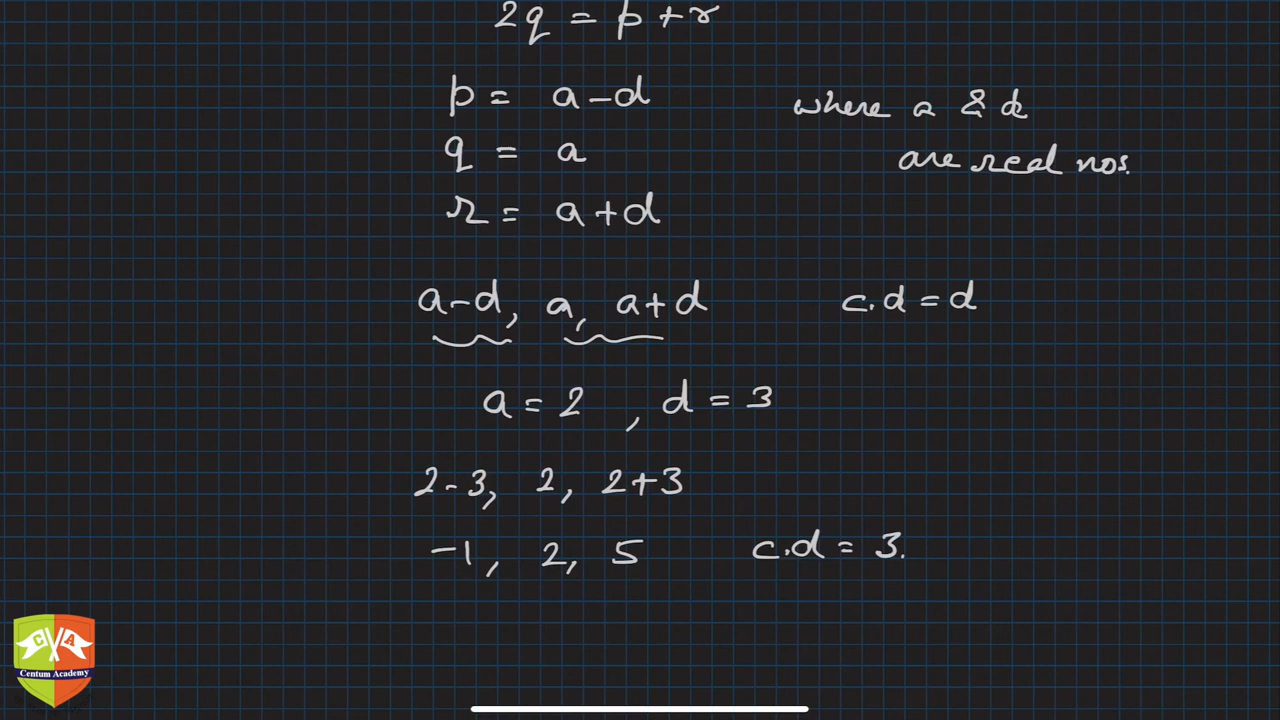 2q = p + r
p = a - d where a & d
q = a are real nos.
r = a + d
a - d, a, a + d c.d = d
a = 2 , d = 3
2 - 3, 2, 2 + 3
-1, 2, 5 c.d = 3.
C A
Centum Academy